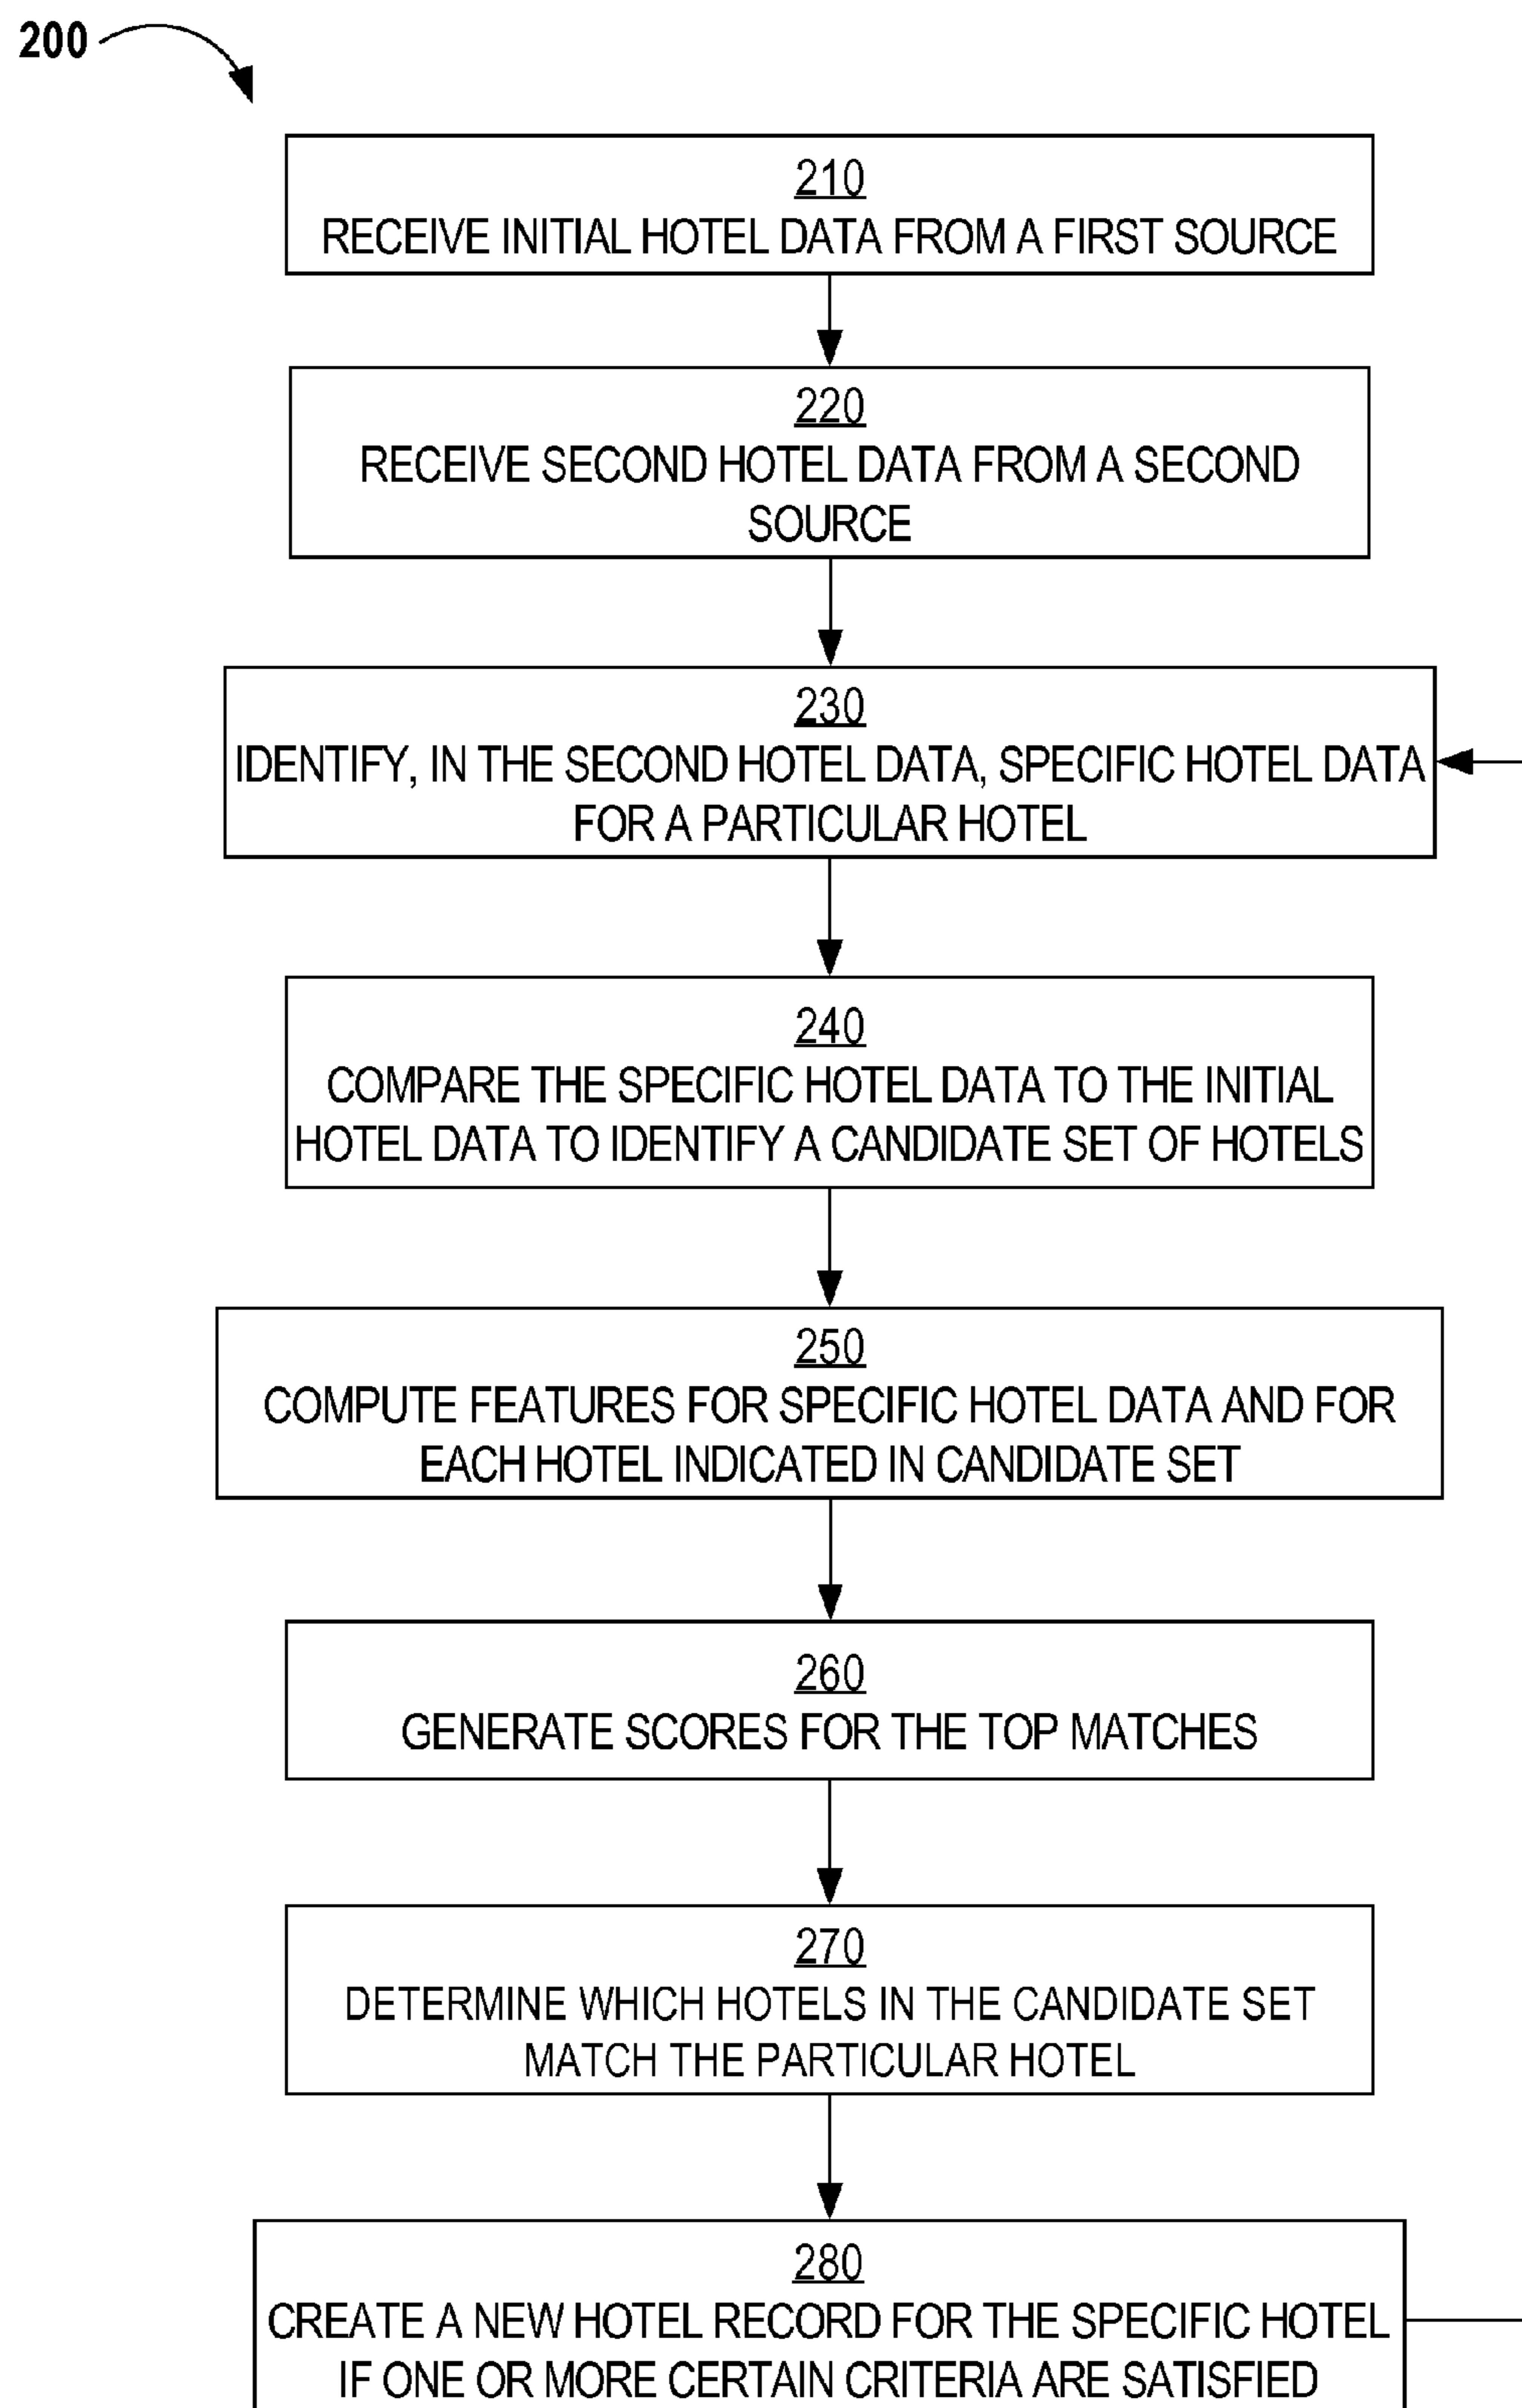 200
210
RECEIVE INITIAL HOTEL DATA FROM A FIRST SOURCE
220
RECEIVE SECOND HOTEL DATA FROM A SECOND
SOURCE
230
IDENTIFY, IN THE SECOND HOTEL DATA, SPECIFIC HOTEL DATA
FOR A PARTICULAR HOTEL
240
COMPARE THE SPECIFIC HOTEL DATA TO THE INITIAL
HOTEL DATA TO IDENTIFY A CANDIDATE SET OF HOTELS
250
COMPUTE FEATURES FOR SPECIFIC HOTEL DATA AND FOR
EACH HOTEL INDICATED IN CANDIDATE SET
260
GENERATE SCORES FOR THE TOP MATCHES
270
DETERMINE WHICH HOTELS IN THE CANDIDATE SET
MATCH THE PARTICULAR HOTEL
280
CREATE A NEW HOTEL RECORD FOR THE SPECIFIC HOTEL
IF ONE OR MORE CERTAIN CRITERIA ARE SATISFIED